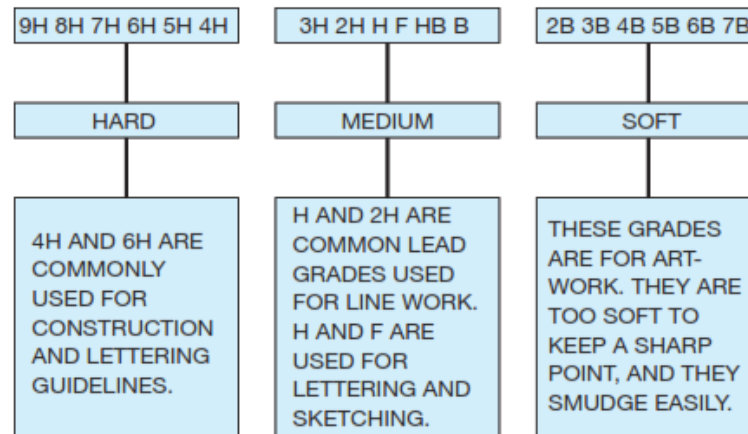 9H 8H 7H 6H 5H 4H
HARD
4H AND 6H ARE
COMMONLY
USED FOR
CONSTRUCTION
AND LETTERING
GUIDELINES.
3H 2H H F HB B
MEDIUM
H AND 2H ARE
COMMON LEAD
GRADES USED
FOR LINE WORK.
H AND F ARE
USED FOR
LETTERING AND
SKETCHING.
2B 3B 4B 5B 6B 7B
SOFT
THESE GRADES
ARE FOR ART-
WORK. THEY ARE
TOO SOFT TO
KEEP A SHARP
POINT, AND THEY
SMUDGE EASILY.